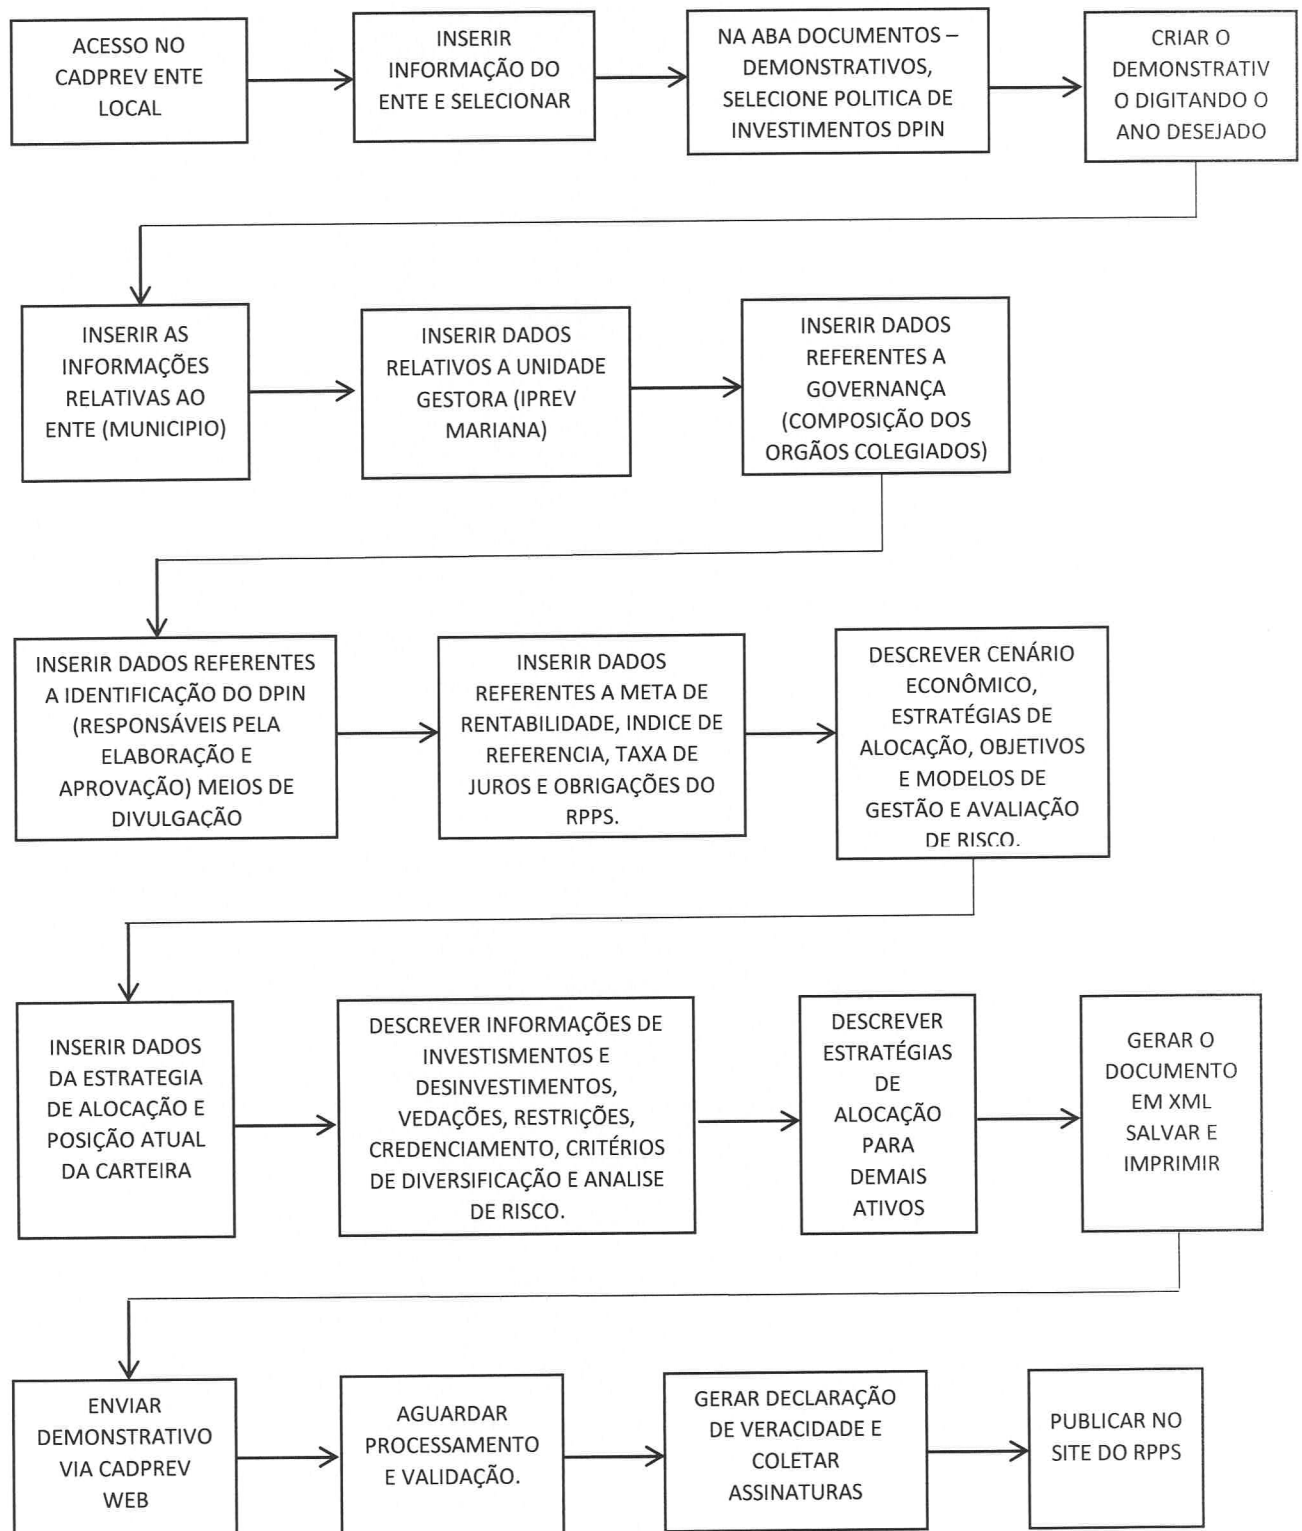 ACESSO NO
CADPREV ENTE
LOCAL
INSERIR
INFORMAÇÃO DO
ENTE E SELECIONAR
NA ABA DOCUMENTOS –
DEMONSTRATIVOS,
SELECIONE POLITICA DE
INVESTIMENTOS DPIN
CRIAR O
DEMONSTRATIV
O DIGITANDO O
ANO DESEJADO
INSERIR AS
INFORMAÇÕES
RELATIVAS AO
ENTE (MUNICIPIO)
INSERIR DADOS
RELATIVOS A UNIDADE
GESTORA (IPREV
MARIANA)
INSERIR DADOS
REFERENTES A
GOVERNANÇA
(COMPOSIÇÃO DOS
ORGÃOS COLEGIADOS)
INSERIR DADOS REFERENTES
A IDENTIFICAÇÃO DO DPIN
(RESPONSÁVEIS PELA
ELABORAÇÃO E
APROVAÇÃO) MEIOS DE
DIVULGAÇÃO
INSERIR DADOS
REFERENTES A META DE
RENTABILIDADE, INDICE DE
REFERENCIA, TAXA DE
JUROS E OBRIGAÇÕES DO
RPPS.
DESCREVER CENÁRIO
ECONÔMICO,
ESTRATÉGIAS DE
ALOCAÇÃO, OBJETIVOS
E MODELOS DE
GESTÃO E AVALIAÇÃO
DE RISCO.
INSERIR DADOS
DA ESTRATEGIA
DE ALOCAÇÃO E
POSIÇÃO ATUAL
DA CARTEIRA
DESCREVER INFORMAÇÕES DE
INVESTISMENTOS E
DESINVESTIMENTOS,
VEDAÇÕES, RESTRIÇÕES,
CREDENCIAMENTO, CRITÉRIOS
DE DIVERSIFICAÇÃO E ANALISE
DE RISCO.
DESCREVER
ESTRATÉGIAS
DE
ALOCAÇÃO
PARA
DEMAIS
ATIVOS
GERAR O
DOCUMENTO
EM XML
SALVAR E
IMPRIMIR
ENVIAR
DEMONSTRATIVO
VIA CADPREV
WEB
AGUARDAR
PROCESSAMENTO
E VALIDAÇÃO.
GERAR DECLARAÇÃO
DE VERACIDADE E
COLETAR
ASSINATURAS
PUBLICAR NO
SITE DO RPPS